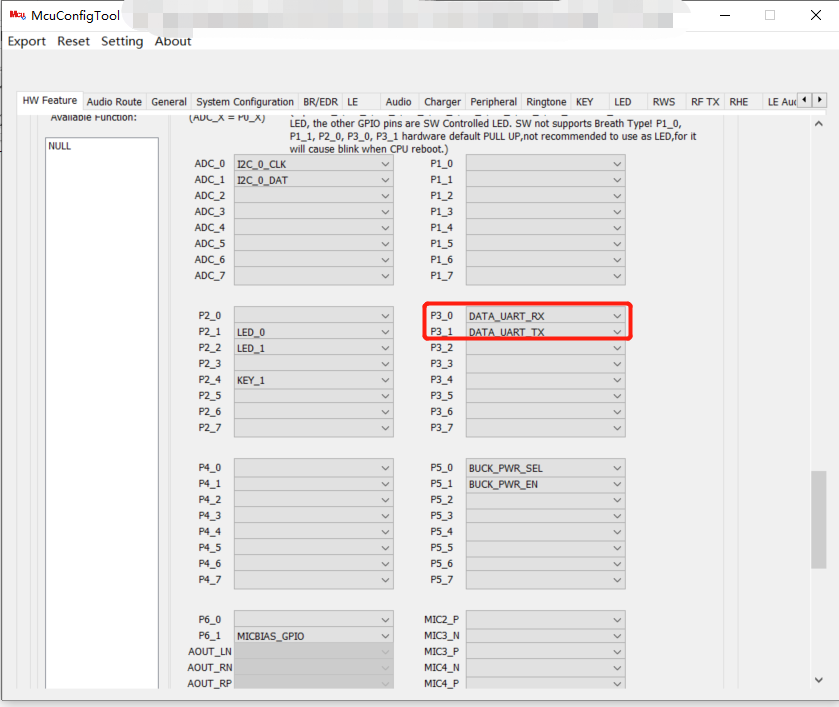 McuConfigTool
Export Reset Setting About
HW Feature Audio Route General System Configuration BR/EDR LE Audio Charger Peripheral Ringtone KEY LED RWS RF TX RHE LE Auc
Available Function:
(ADC_X = P0_X)
LED, the other GPIO pins are SW Controlled LED. SW not supports Breath Type! P1_0,
P1_1, P2_0, P3_0, P3_1 hardware default PULL UP,not recommended to use as LED,for it
will cause blink when CPU reboot.)
NULL
ADC_0 I2C_0_CLK P1_0
ADC_1 I2C_0_DAT P1_1
ADC_2 P1_2
ADC_3 P1_3
ADC_4 P1_4
ADC_5 P1_5
ADC_6 P1_6
ADC_7 P1_7
P2_0 P3_0 DATA_UART_RX
P2_1 LED_0 P3_1 DATA_UART_TX
P2_2 LED_1 P3_2
P2_3 P3_3
P2_4 KEY_1 P3_4
P2_5 P3_5
P2_6 P3_6
P2_7 P3_7
P4_0 P5_0 BUCK_PWR_SEL
P4_1 P5_1 BUCK_PWR_EN
P4_2 P5_2
P4_3 P5_3
P4_4 P5_4
P4_5 P5_5
P4_6 P5_6
P4_7 P5_7
P6_0 MIC2_P
P6_1 MICBIAS_GPIO MIC3_N
AOUT_LN MIC3_P
AOUT_RN MIC4_N
AOUT_RP MIC4_P